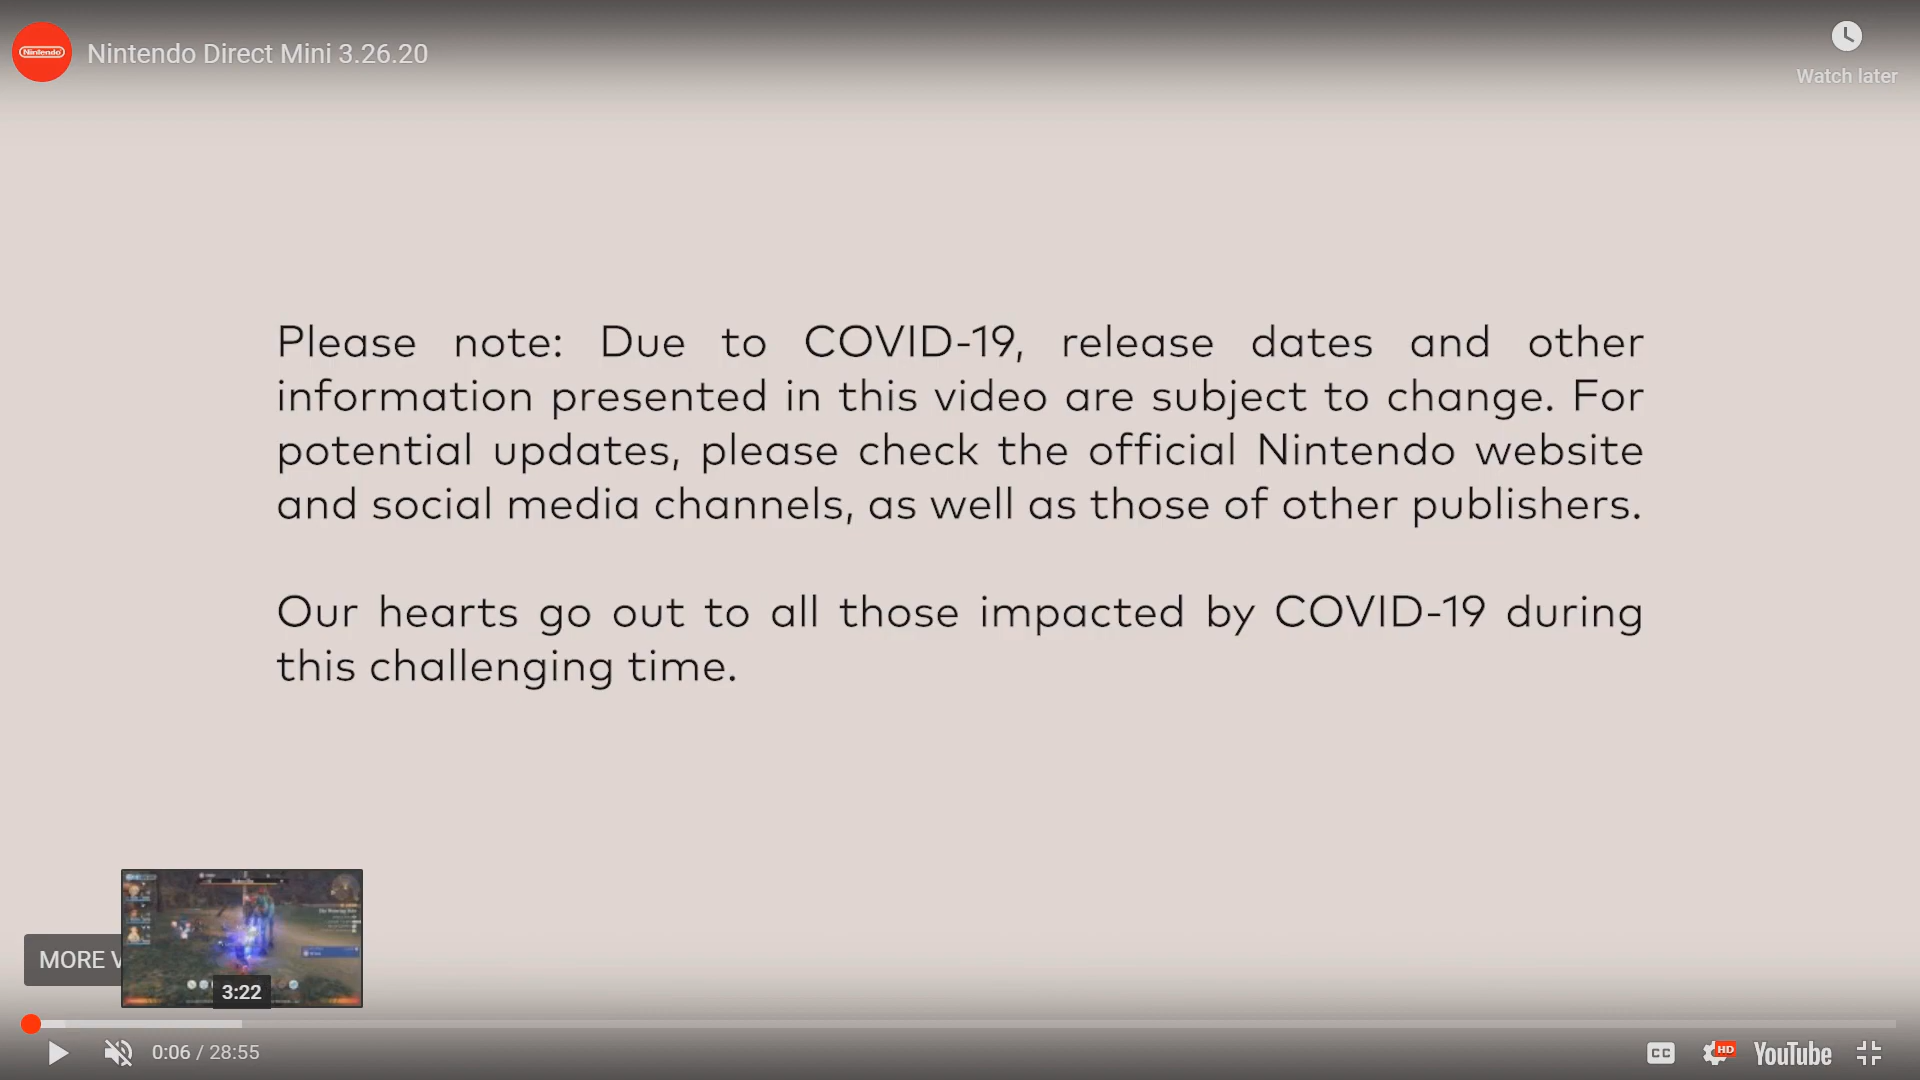 Nintendo
Nintendo Direct Mini 3.26.20
Watch later
Please note: Due to COVID-19, release dates and other
information presented in this video are subject to change. For
potential updates, please check the official Nintendo website
and social media channels, as well as those of other publishers.
Our hearts go out to all those impacted by COVID-19 during
this challenging time.
MORE V
3:22
0:06 / 28:55
CC
HD
YouTube